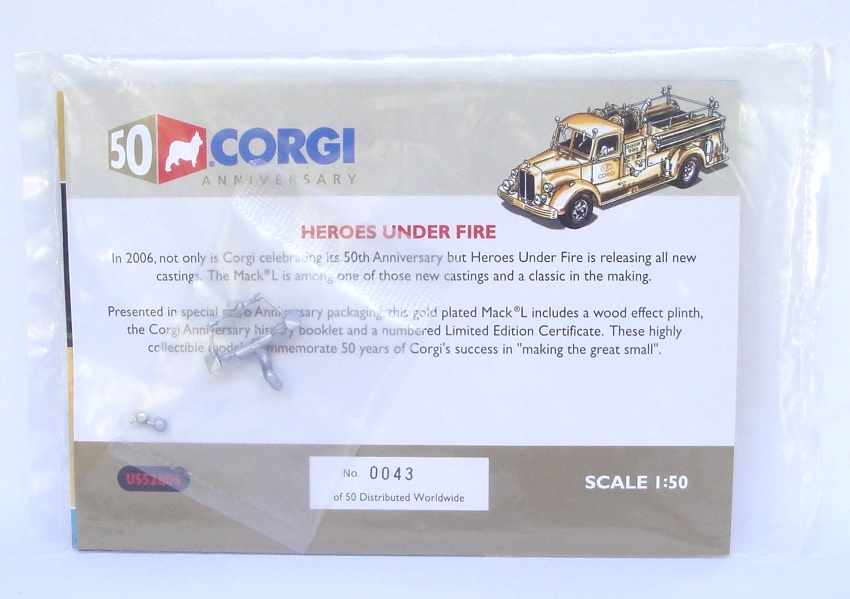 50
CORGI
ANNIVERSARY
HEROES UNDER FIRE
In 2006, not only is Corgi celebrating its 50th Anniversary but Heroes Under Fire is releasing all new
castings. The Mack®L is among one of those new castings and a classic in the making.
Presented in special Anniversary packaging, this gold plated Mack®L includes a wood effect plinth,
the Corgi Anniversary history booklet and a numbered Limited Edition Certificate. These highly
collectible commemorate 50 years of Corgi's success in "making the great small".
No. 0043
of 50 Distributed Worldwide
SCALE 1:50
CORGI